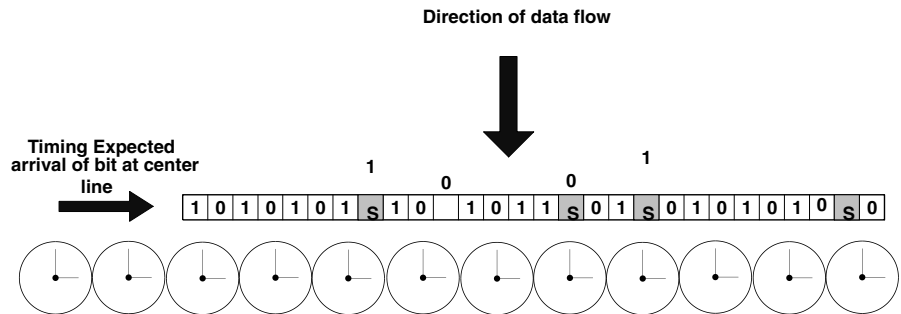 Direction of data flow
Timing Expected
arrival of bit at center
line
1
0
0
1
1 0 1 0 1 0 1 S 1 0 1 0 1 1 S 0 1 S 0 1 0 1 0 1 0 S 0